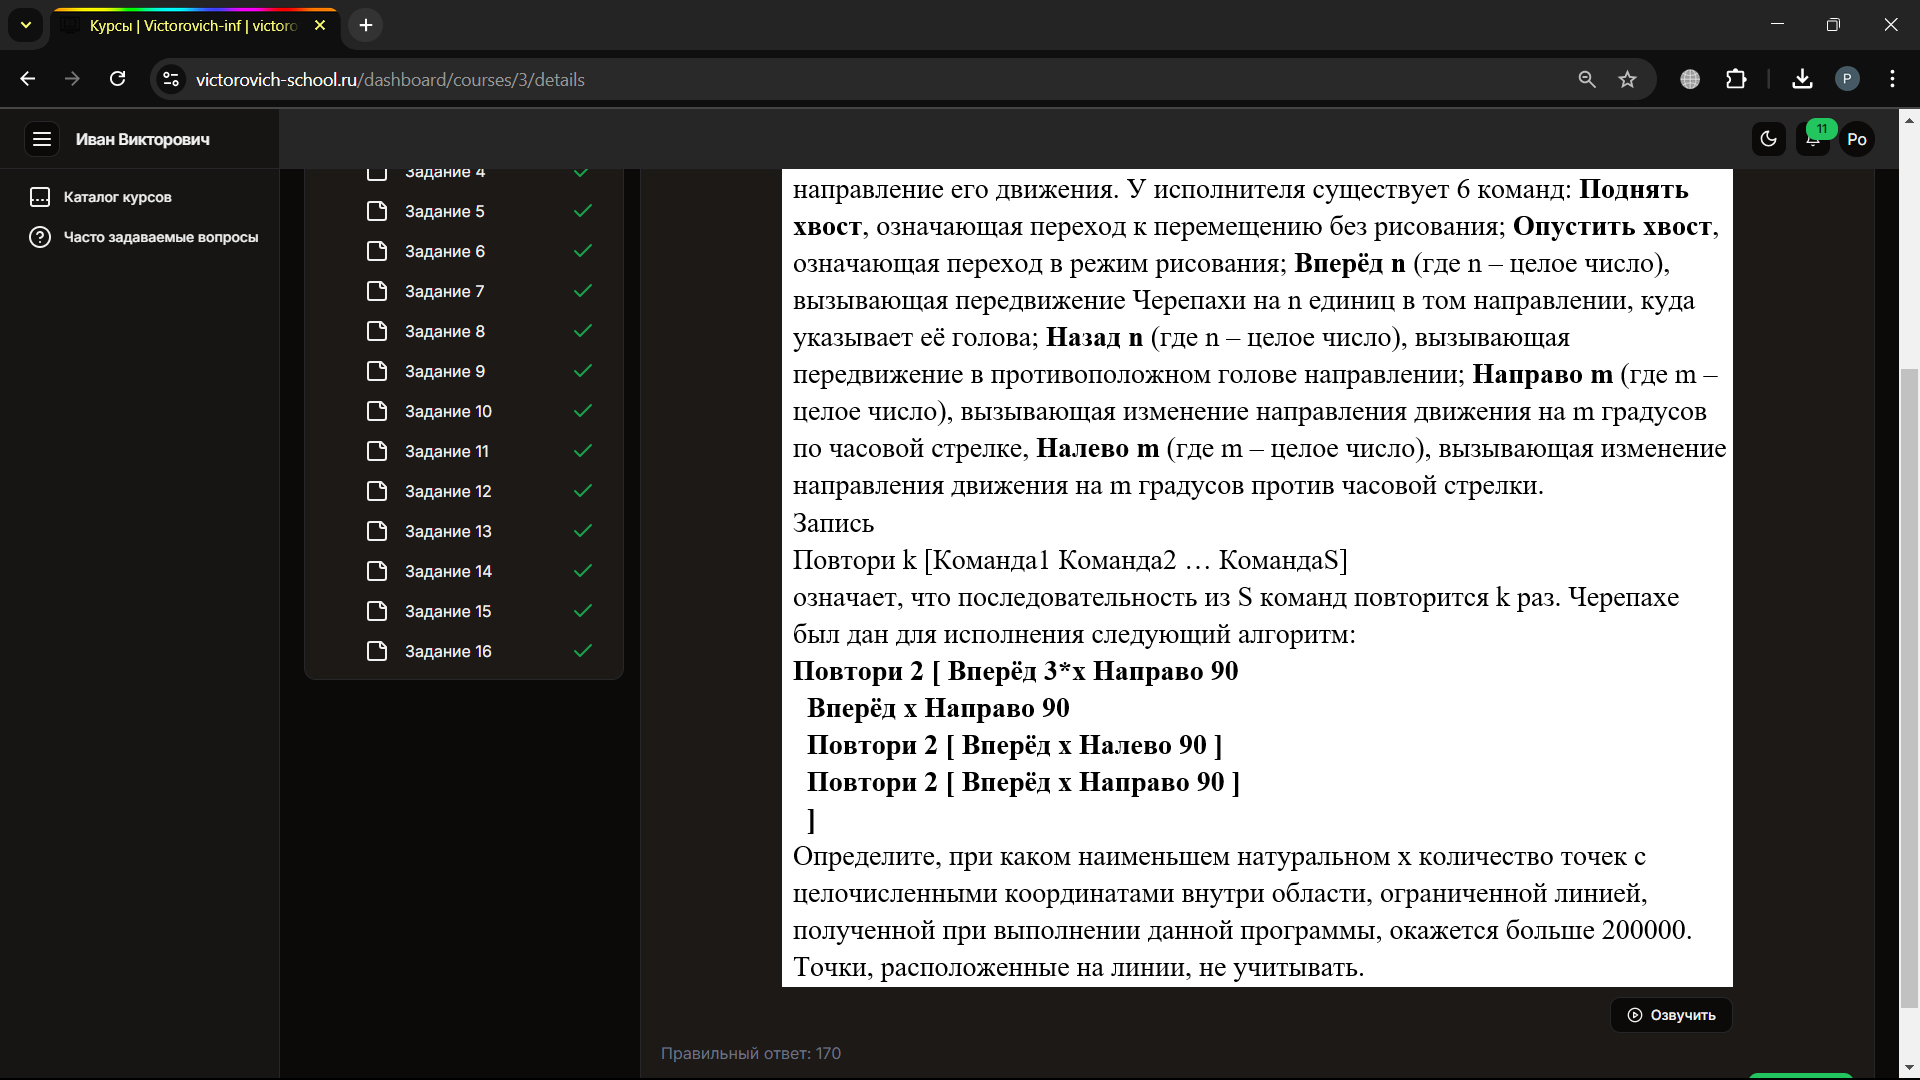 Курсы | Victorovich-inf | victoro
victorovich-school.ru/dashboard/courses/3/details
P
Иван Викторович
11
Po
Каталог курсов
Часто задаваемые вопросы
Задание 4
Задание 5
Задание 6
Задание 7
Задание 8
Задание 9
Задание 10
Задание 11
Задание 12
Задание 13
Задание 14
Задание 15
Задание 16
направление его движения. У исполнителя существует 6 команд: Поднять
хвост, означающая переход к перемещению без рисования; Опустить хвост,
означающая переход в режим рисования; Вперёд n (где n – целое число),
вызывающая передвижение Черепахи на n единиц в том направлении, куда
указывает её голова; Назад n (где n – целое число), вызывающая
передвижение в противоположном голове направлении; Направо m (где m –
целое число), вызывающая изменение направления движения на m градусов
по часовой стрелке, Налево m (где m – целое число), вызывающая изменение
направления движения на m градусов против часовой стрелки.
Запись
Повтори k [Команда1 Команда2 … КомандаS]
означает, что последовательность из S команд повторится k раз. Черепахе
был дан для исполнения следующий алгоритм:
Повтори 2 [ Вперёд 3*x Направо 90
Вперёд x Направо 90
Повтори 2 [ Вперёд x Налево 90 ]
Повтори 2 [ Вперёд x Направо 90 ]
]
Определите, при каком наименьшем натуральном x количество точек с
целочисленными координатами внутри области, ограниченной линией,
полученной при выполнении данной программы, окажется больше 200000.
Точки, расположенные на линии, не учитывать.
Озвучить
Правильный ответ: 170